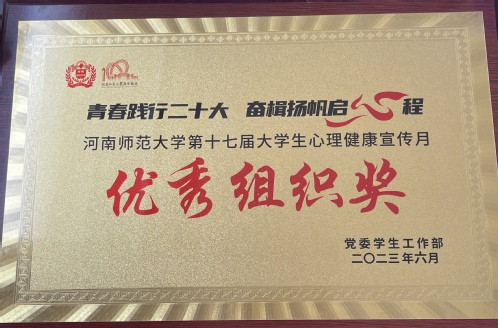 青春践行二十大 奋楫扬帆启心程
河南师范大学第十七届大学生心理健康宣传月
优秀组织奖
党委学生工作部
二〇二三年六月